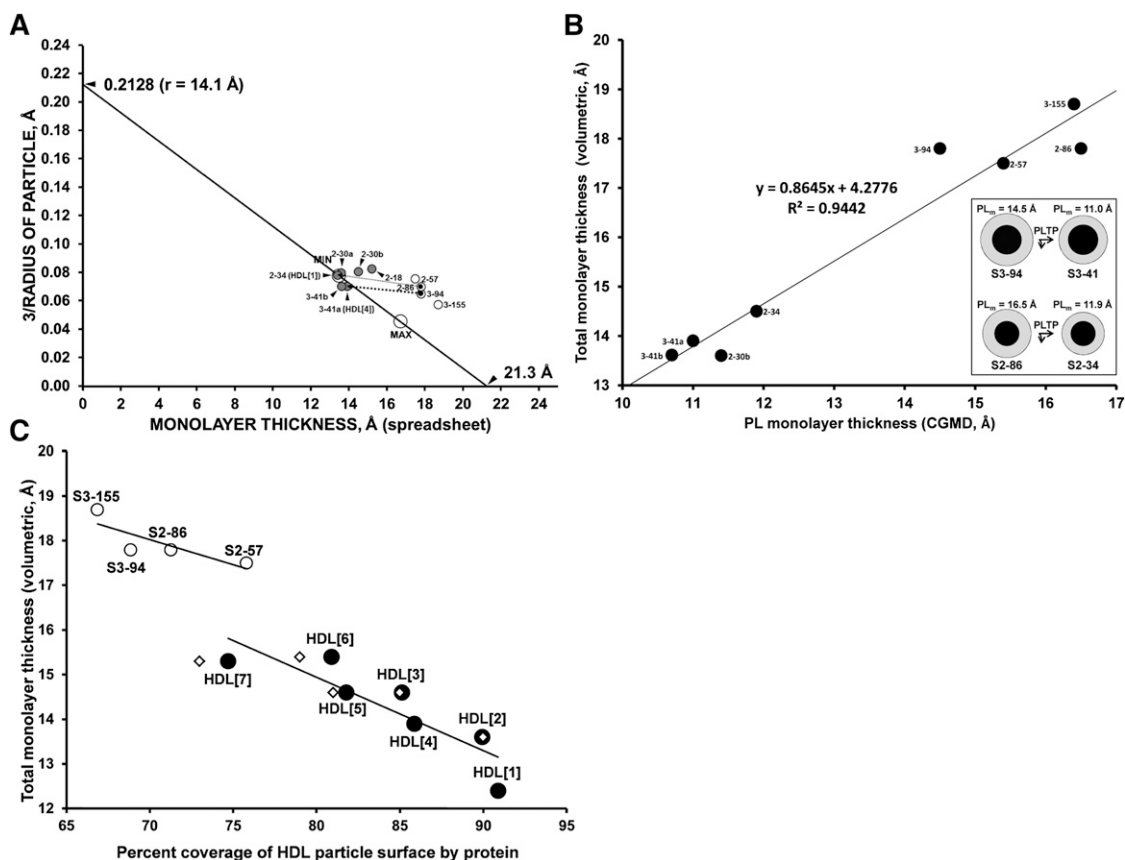 A
3/RADIUS OF PARTICLE, Å
0.24
0.22
0.20
0.18
0.16
0.14
0.12
0.10
0.08
0.06
0.04
0.02
0.00
0.2128 (r = 14.1 Å)
MIN
2-30a
2-30b
2-34 (HDL[1])
2-18
2-57
2-86
3-94
3-41b
3-155
3-41a (HDL[4])
MAX
21.3 Å
0 2 4 6 8 10 12 14 16 18 20 22 24
MONOLAYER THICKNESS, Å (spreadsheet)
B
Total monolayer thickness (volumetric, Å)
20
19
18
17
16
15
14
13
3-155
3-94
2-86
2-57
y = 0.8645x + 4.2776
R² = 0.9442
2-34
3-41a
3-41b
2-30b
PLm = 14.5 Å PLm = 11.0 Å
PLTP
S3-94 S3-41
PLm = 16.5 Å PLm = 11.9 Å
PLTP
S2-86 S2-34
10 11 12 13 14 15 16 17
PL monolayer thickness (CGMD, Å)
C
Total monolayer thickness (volumetric, Å)
20
19
18
17
16
15
14
13
12
S3-155
S2-86
S3-94
S2-57
HDL[6]
HDL[7]
HDL[3]
HDL[5]
HDL[4]
HDL[2]
HDL[1]
65 70 75 80 85 90 95
Percent coverage of HDL particle surface by protein